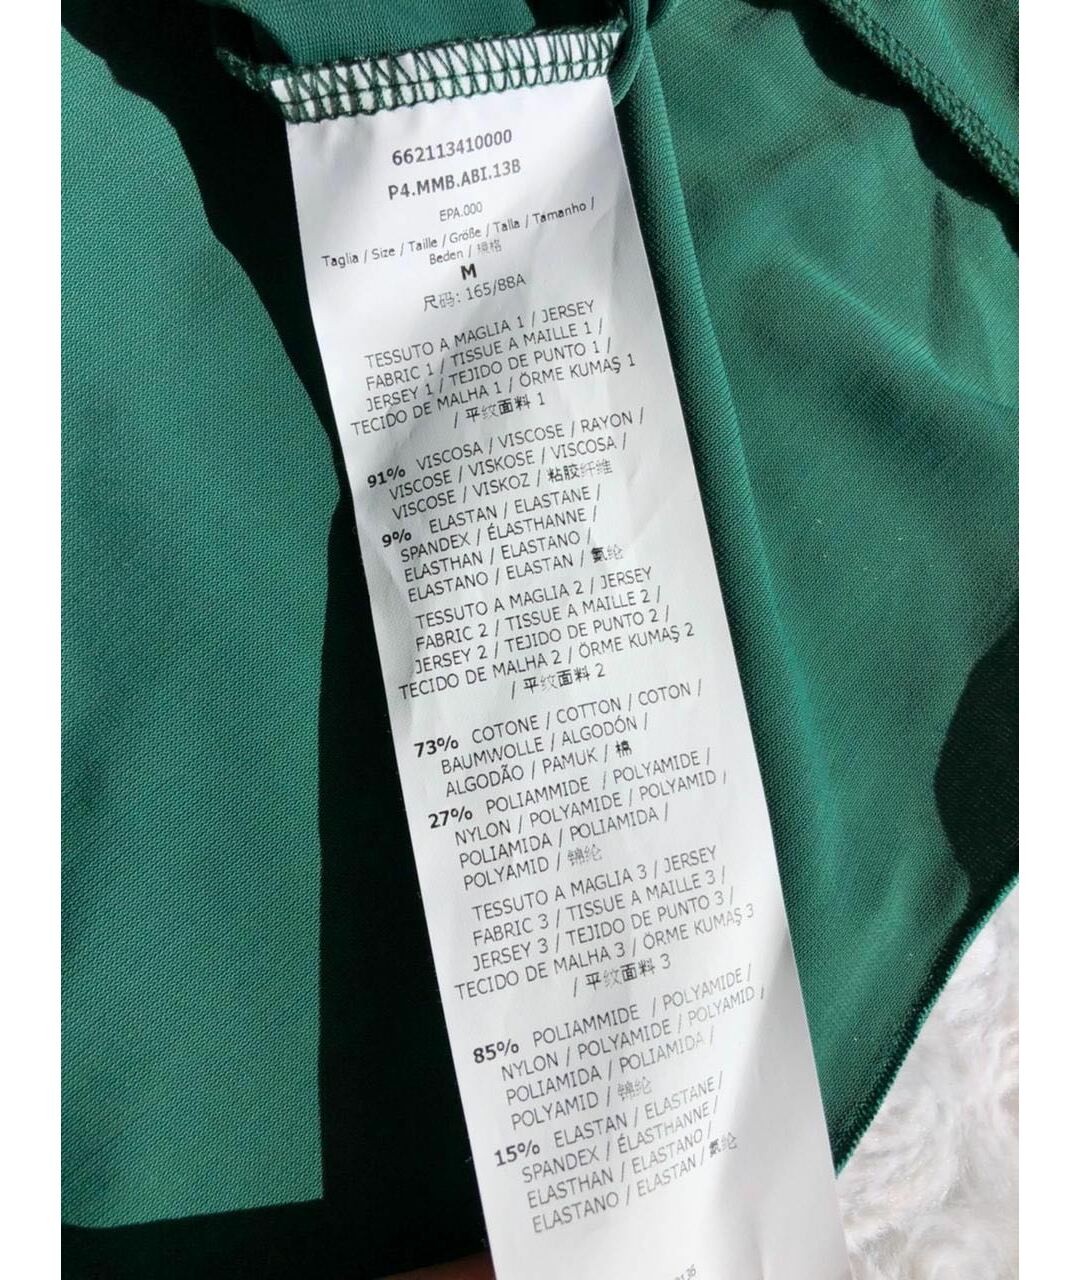 662113410000
P4.MMB.ABI.13B
EPA.000
Taglia / Size / Taille / Größe / Talla / Tamanho /
Beden / 規格
M
尺码: 165/88A
TESSUTO A MAGLIA 1 / JERSEY
FABRIC 1 / TISSUE A MAILLE 1 /
JERSEY 1 / TEJIDO DE PUNTO 1 /
TECIDO DE MALHA 1 / ÖRME KUMAŞ 1
/ 平纹面料 1
91% VISCOSA / VISCOSE / RAYON /
VISCOSE / VISKOSE / VISCOSA /
VISCOSE / VISKOZ / 粘胶纤维
9% ELASTAN / ELASTANE /
SPANDEX / ÉLASTHANNE /
ELASTHAN / ELASTANO /
ELASTANO / ELASTAN / 氨纶
TESSUTO A MAGLIA 2 / JERSEY
FABRIC 2 / TISSUE A MAILLE 2 /
JERSEY 2 / TEJIDO DE PUNTO 2 /
TECIDO DE MALHA 2 / ÖRME KUMAŞ 2
/ 平纹面料 2
73% COTONE / COTTON / COTON /
BAUMWOLLE / ALGODÓN /
ALGODÃO / PAMUK / 棉
27% POLIAMMIDE / POLYAMIDE /
NYLON / POLYAMIDE / POLYAMID /
POLIAMIDA / POLIAMIDA /
POLYAMID / 锦纶
TESSUTO A MAGLIA 3 / JERSEY
FABRIC 3 / TISSUE A MAILLE 3 /
JERSEY 3 / TEJIDO DE PUNTO 3 /
TECIDO DE MALHA 3 / ÖRME KUMAŞ 3
/ 平纹面料 3
85% POLIAMMIDE / POLYAMIDE /
NYLON / POLYAMIDE / POLYAMID /
POLIAMIDA / POLIAMIDA /
POLYAMID / 锦纶
15% ELASTAN / ELASTANE /
SPANDEX / ÉLASTHANNE /
ELASTHAN / ELASTANO /
ELASTANO / ELASTAN / 氨纶